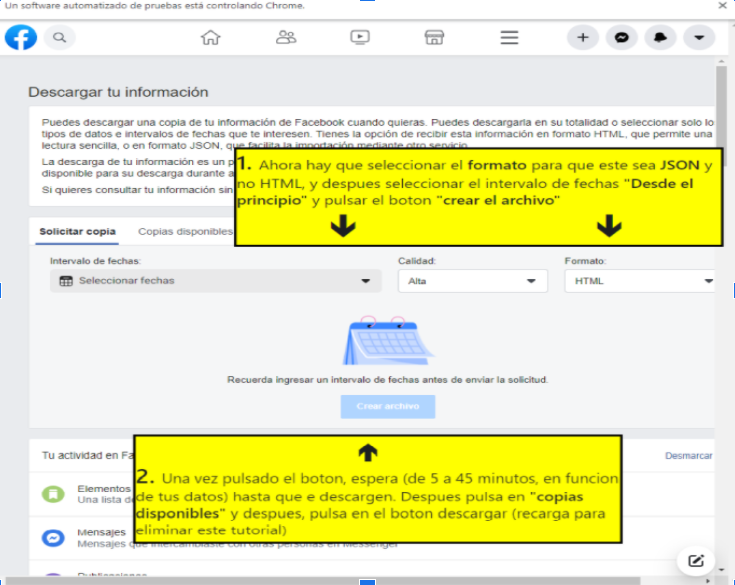 Un software automatizado de pruebas está controlando Chrome.
Descargar tu información
Puedes descargar una copia de tu información de Facebook cuando quieras. Puedes descargarla en su totalidad o seleccionar solo lo
tipos de datos e intervalos de fechas que te interesen. Tienes la opción de recibir esta información en formato HTML, que permite una
lectura sencilla, o en formato JSON, que facilita la importación mediante otro servicio.
La descarga de tu información es un p
disponible para su descarga durante a
Si quieres consultar tu información sin
1. Ahora hay que seleccionar el formato para que este sea JSON y
no HTML, y despues seleccionar el intervalo de fechas "Desde el
principio" y pulsar el boton "crear el archivo"
Solicitar copia Copias disponibles
Intervalo de fechas: Calidad: Formato:
Seleccionar fechas Alta HTML
Recuerda ingresar un intervalo de fechas antes de enviar la solicitud.
Crear archivo
Tu actividad en Fa Desmarcar
2. Una vez pulsado el boton, espera (de 5 a 45 minutos, en funcion
de tus datos) hasta que e descargen. Despues pulsa en "copias
disponibles" y despues, pulsa en el boton descargar (recarga para
eliminar este tutorial)
Elementos
Una lista de
Mensajes
Mensajes que intercambiaste con otras personas en Messenger